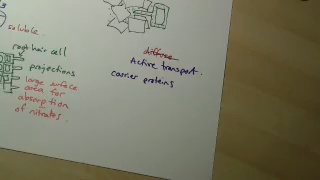 soluble.
root hair cell
projections
large surface
area for
absorption
of nitrates.
diffuse
Active transport.
carrier proteins